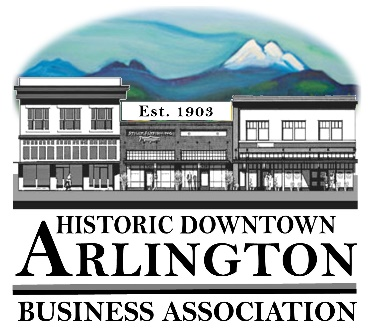 Est. 1903
HISTORIC DOWNTOWN
ARLINGTON
BUSINESS ASSOCIATION